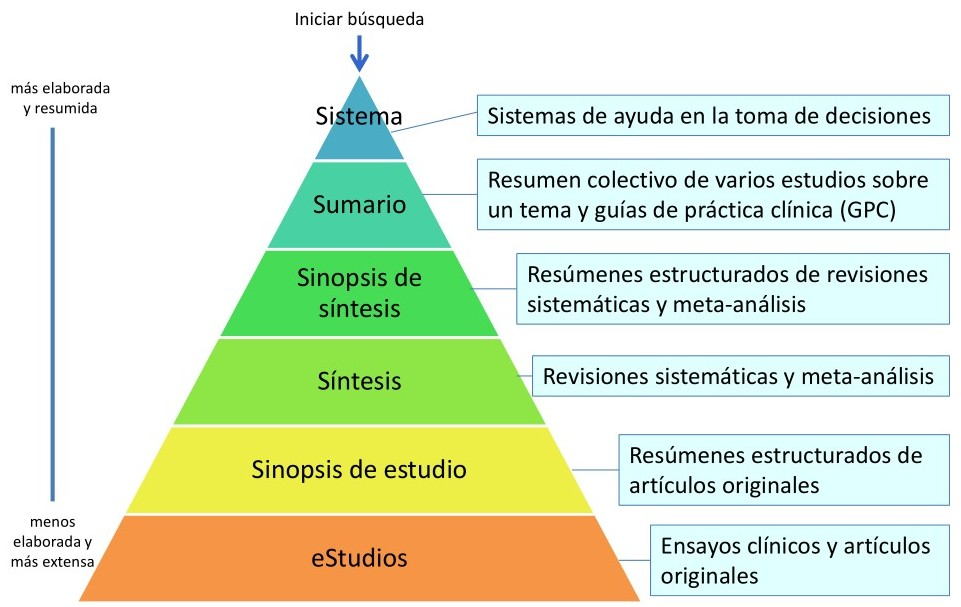 Iniciar búsqueda
más elaborada
y resumida
Sistema
Sistemas de ayuda en la toma de decisiones
Sumario
Resumen colectivo de varios estudios sobre
un tema y guías de práctica clínica (GPC)
Sinopsis de
síntesis
Resúmenes estructurados de revisiones
sistemáticas y meta-análisis
Síntesis
Revisiones sistemáticas y meta-análisis
Sinopsis de estudio
Resúmenes estructurados de
artículos originales
menos
elaborada y
más extensa
eStudios
Ensayos clínicos y artículos
originales